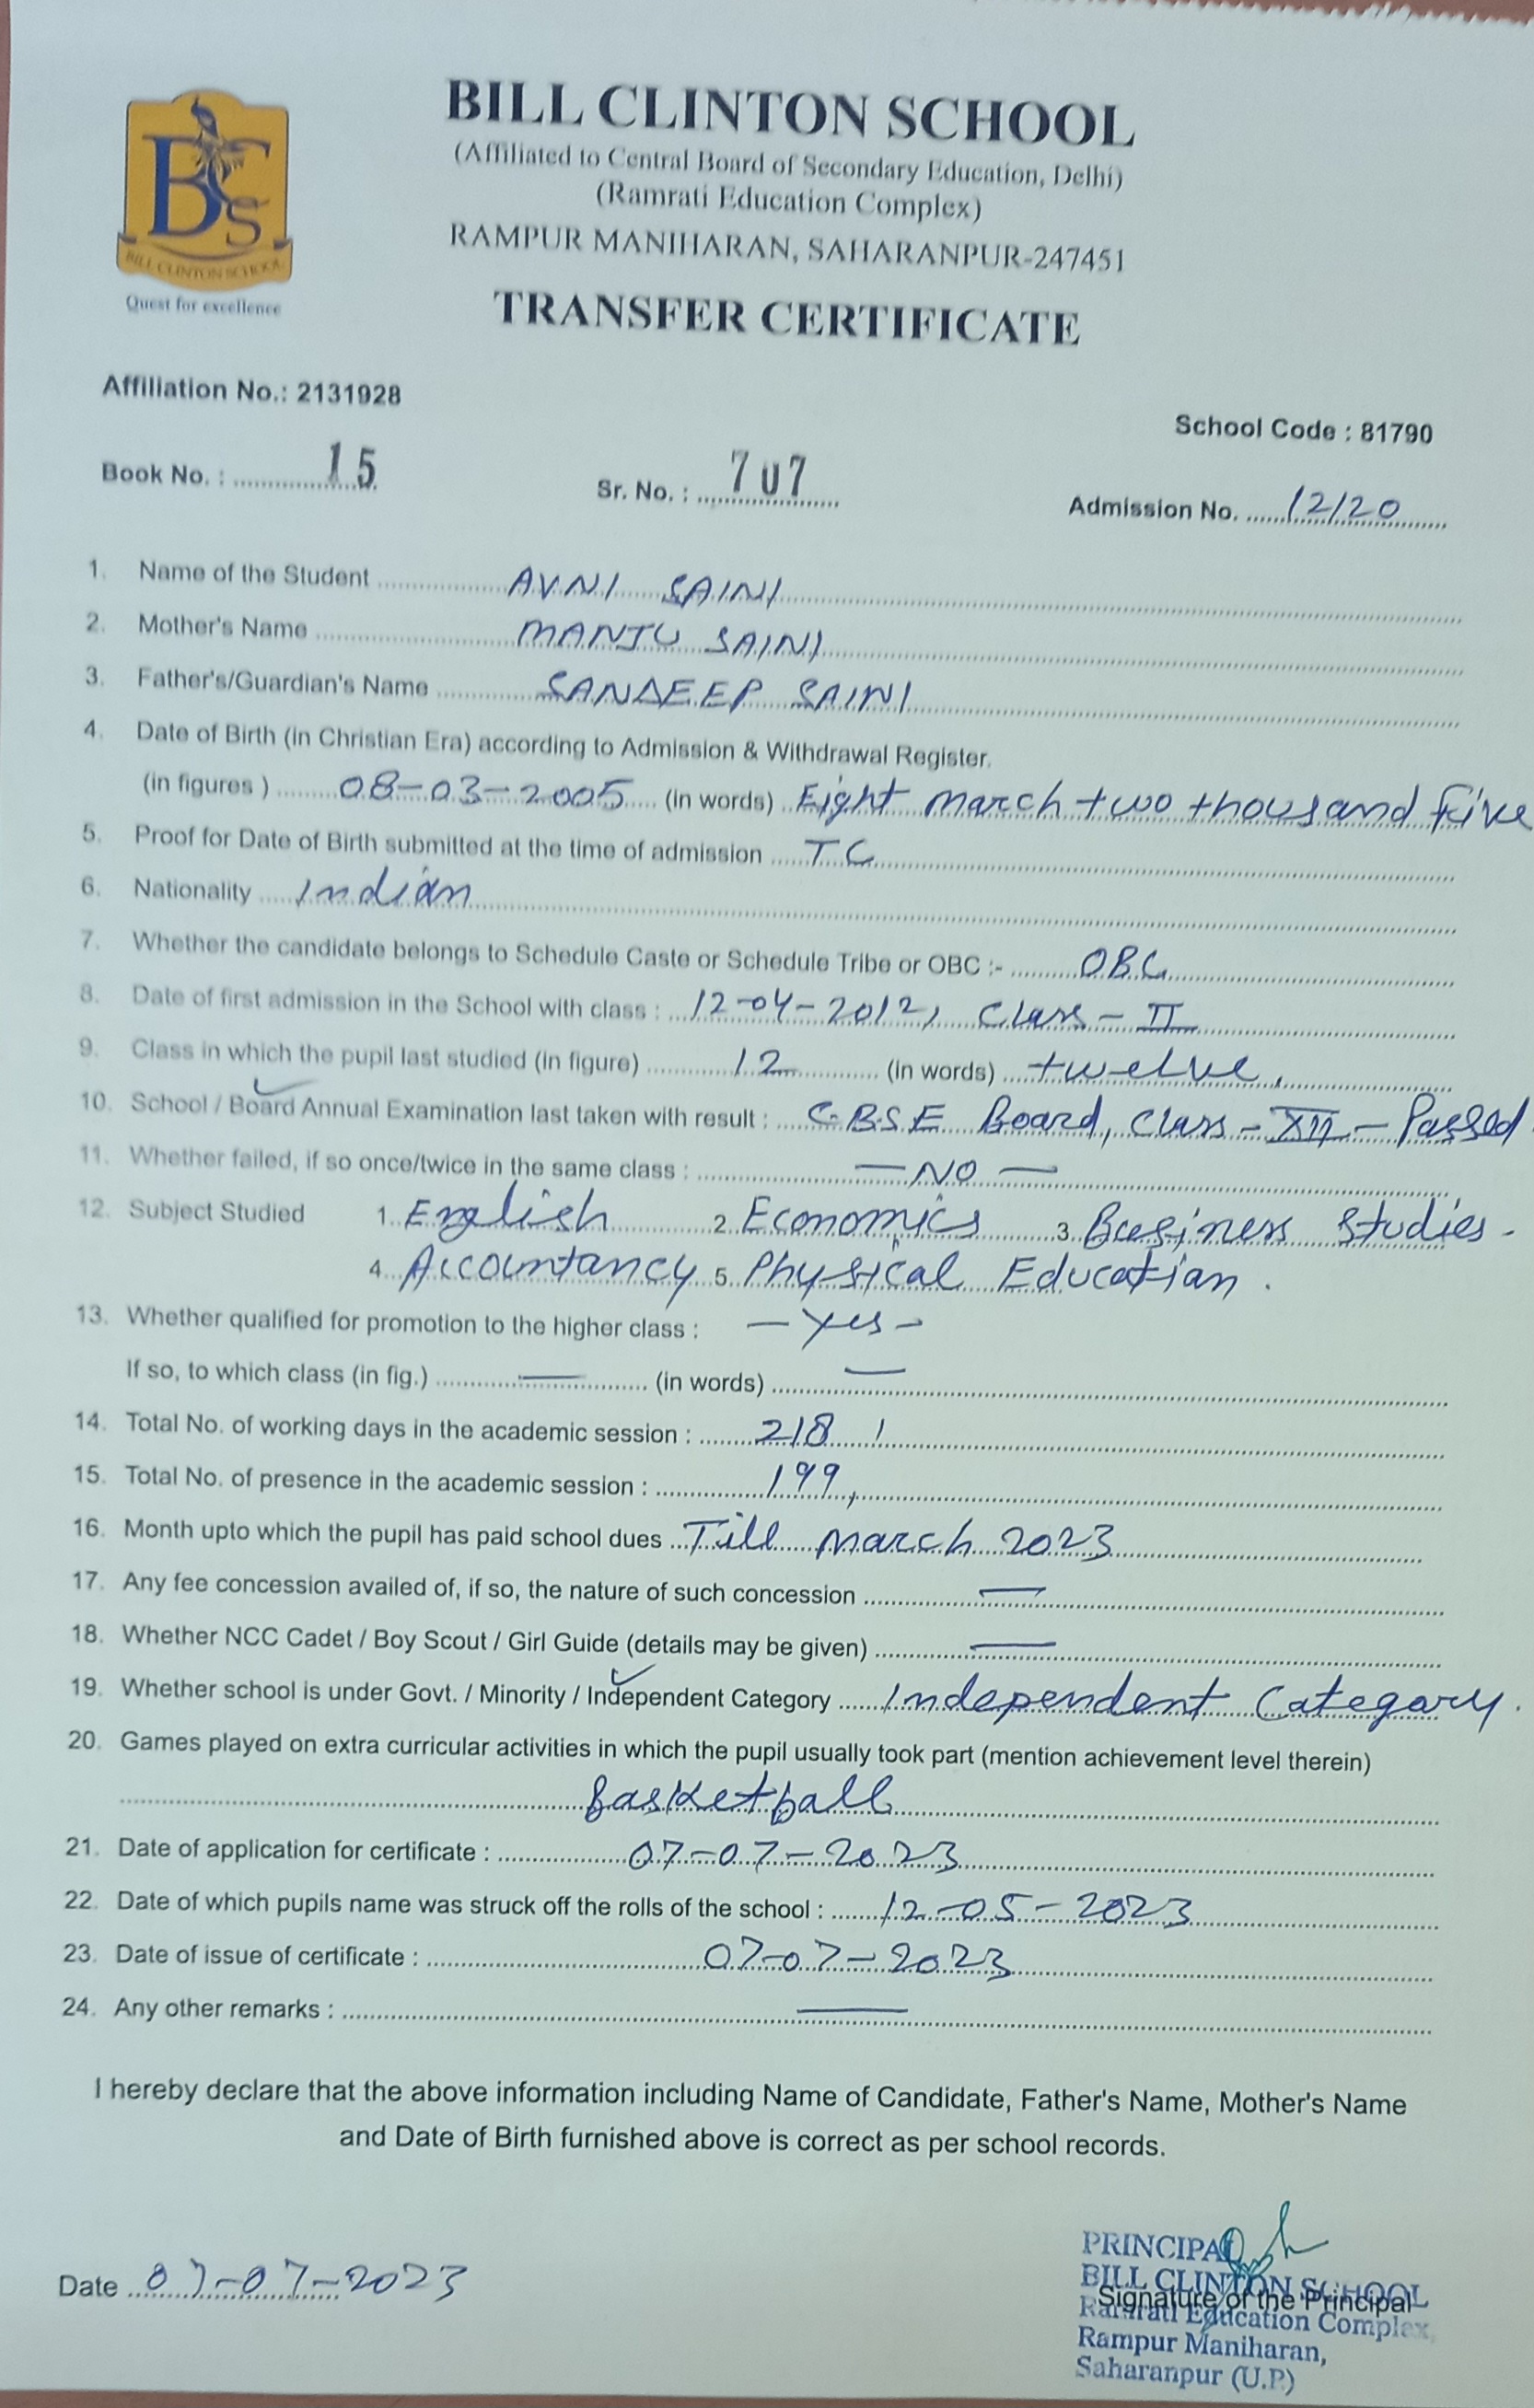 BILL CLINTON SCHOOL
(Affiliated to Central Board of Secondary Education, Delhi)
(Ramrati Education Complex)
RAMPUR MANIHARAN, SAHARANPUR-247451
BCS
BILL CLINTON SCHOOL
Quest for excellence
TRANSFER CERTIFICATE
Affiliation No.: 2131928
School Code : 81790
Book No. : 15 Sr. No. : 707 Admission No. 12/20
1. Name of the Student AVNI SAINI
2. Mother's Name MANJU SAINI
3. Father's/Guardian's Name SANDEEP SAINI
4. Date of Birth (in Christian Era) according to Admission & Withdrawal Register.
(in figures ) 08-03-2005 (in words) Eight march two thousand five
5. Proof for Date of Birth submitted at the time of admission T.C
6. Nationality Indian
7. Whether the candidate belongs to Schedule Caste or Schedule Tribe or OBC :- OBC
8. Date of first admission in the School with class : 12-04-2012, Class - II
9. Class in which the pupil last studied (in figure) 12 (in words) twelve,
10. School / Board Annual Examination last taken with result : C.B.S.E Board, Class - XII - Passed
11. Whether failed, if so once/twice in the same class : — NO —
12. Subject Studied 1. English 2. Economics 3. Business Studies -
4. Accountancy 5. Physical Education .
13. Whether qualified for promotion to the higher class : — Yes -
If so, to which class (in fig.) — (in words) —
14. Total No. of working days in the academic session : 218 /
15. Total No. of presence in the academic session : 199,
16. Month upto which the pupil has paid school dues Till march 2023
17. Any fee concession availed of, if so, the nature of such concession —
18. Whether NCC Cadet / Boy Scout / Girl Guide (details may be given) —
19. Whether school is under Govt. / Minority / Independent Category Independent Category.
20. Games played on extra curricular activities in which the pupil usually took part (mention achievement level therein)
Basketball
21. Date of application for certificate : 07-07-2023
22. Date of which pupils name was struck off the rolls of the school : 12-05-2023
23. Date of issue of certificate : 07-07-2023
24. Any other remarks : —
I hereby declare that the above information including Name of Candidate, Father's Name, Mother's Name
and Date of Birth furnished above is correct as per school records.
Date 07-07-2023
PRINCIPAL
BILL CLINTON SCHOOL
Signature of the Principal
Ramrati Education Complex,
Rampur Maniharan,
Saharanpur (U.P.)